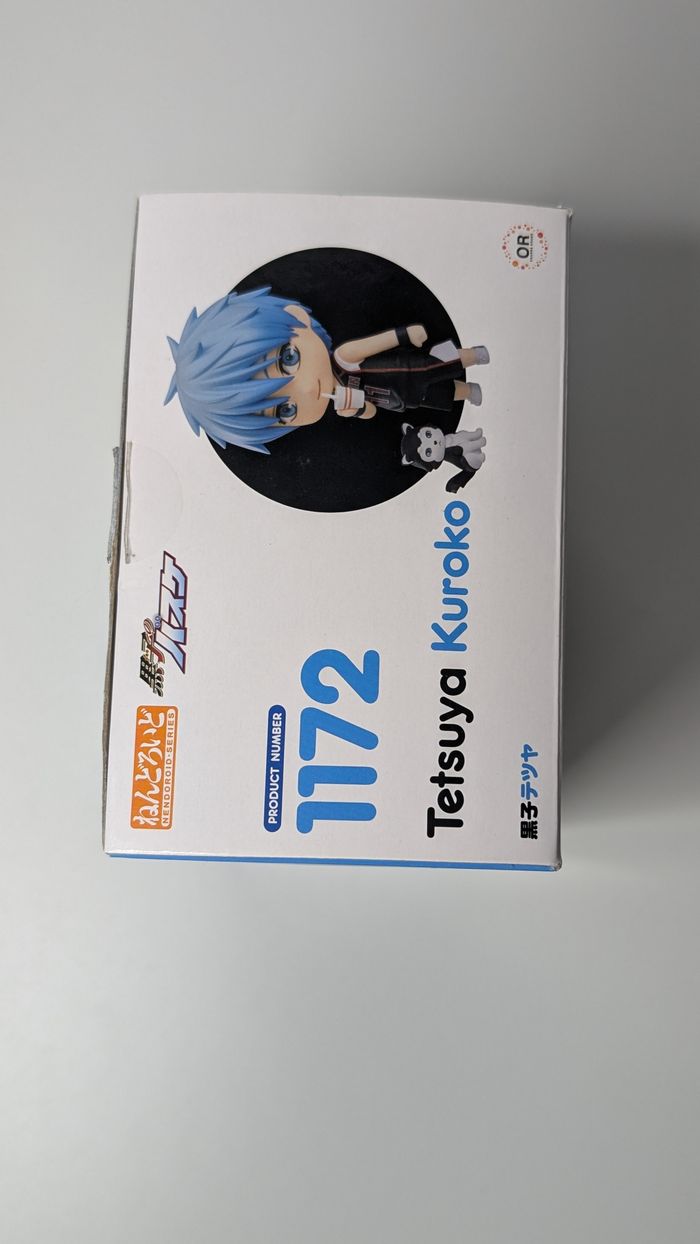 ねんどろいど
NENDOROID-SERIES
黒子の
バスケ
PRODUCT NUMBER
1172
Tetsuya Kuroko
黒子テツヤ
OR
11